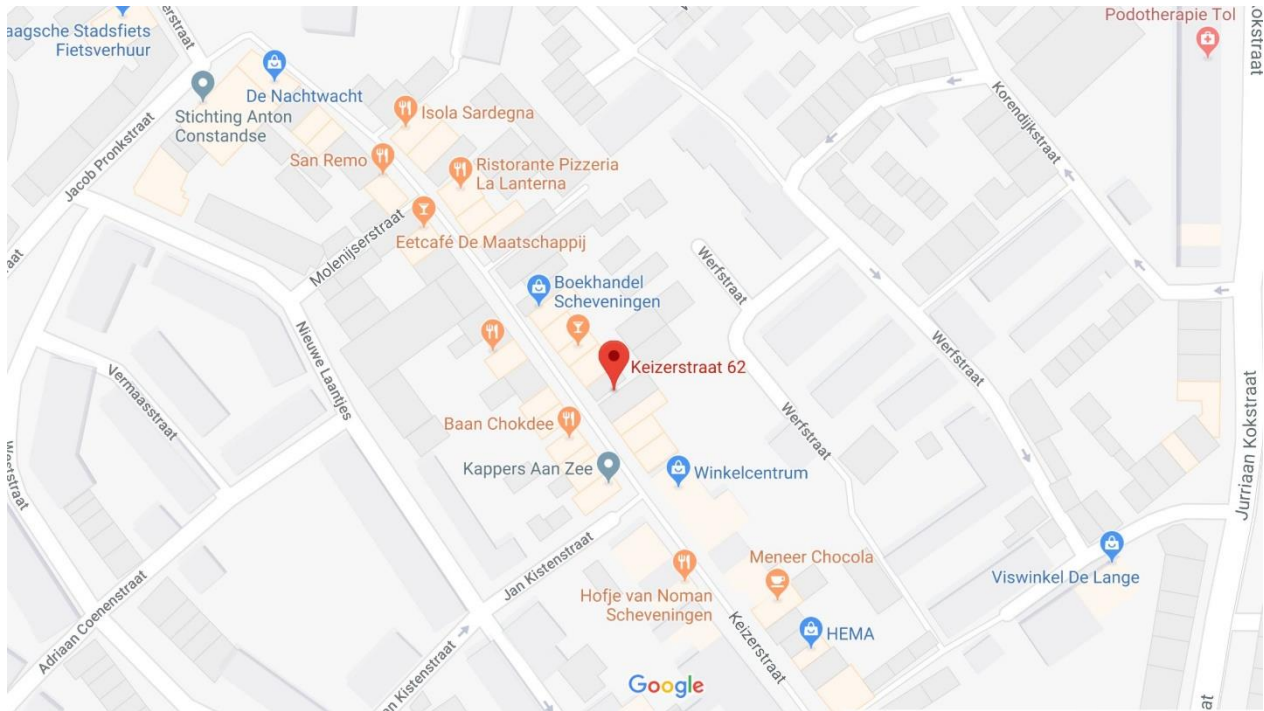 aagsche Stadsfiets
Fietsverhuur
Podotherapie Tol
De Nachtwacht
Stichting Anton
Constandse
Isola Sardegna
San Remo
Ristorante Pizzeria
La Lanterna
Jacob Pronkstraat
Korendijkstraat
Molenijserstraat
Eetcafé De Maatschappij
Werfstraat
Boekhandel
Scheveningen
Nieuwe Laantjes
Keizerstraat 62
Werfstraat
Vermaasstraat
Baan Chokdee
Werfstraat
Jurriaan Kokstraat
Kappers Aan Zee
Winkelcentrum
Jan Kistenstraat
Meneer Chocola
Viswinkel De Lange
Hofje van Noman
Scheveningen
Adriaan Coenenstraat
Keizerstraat
HEMA
n Kistenstraat
Google